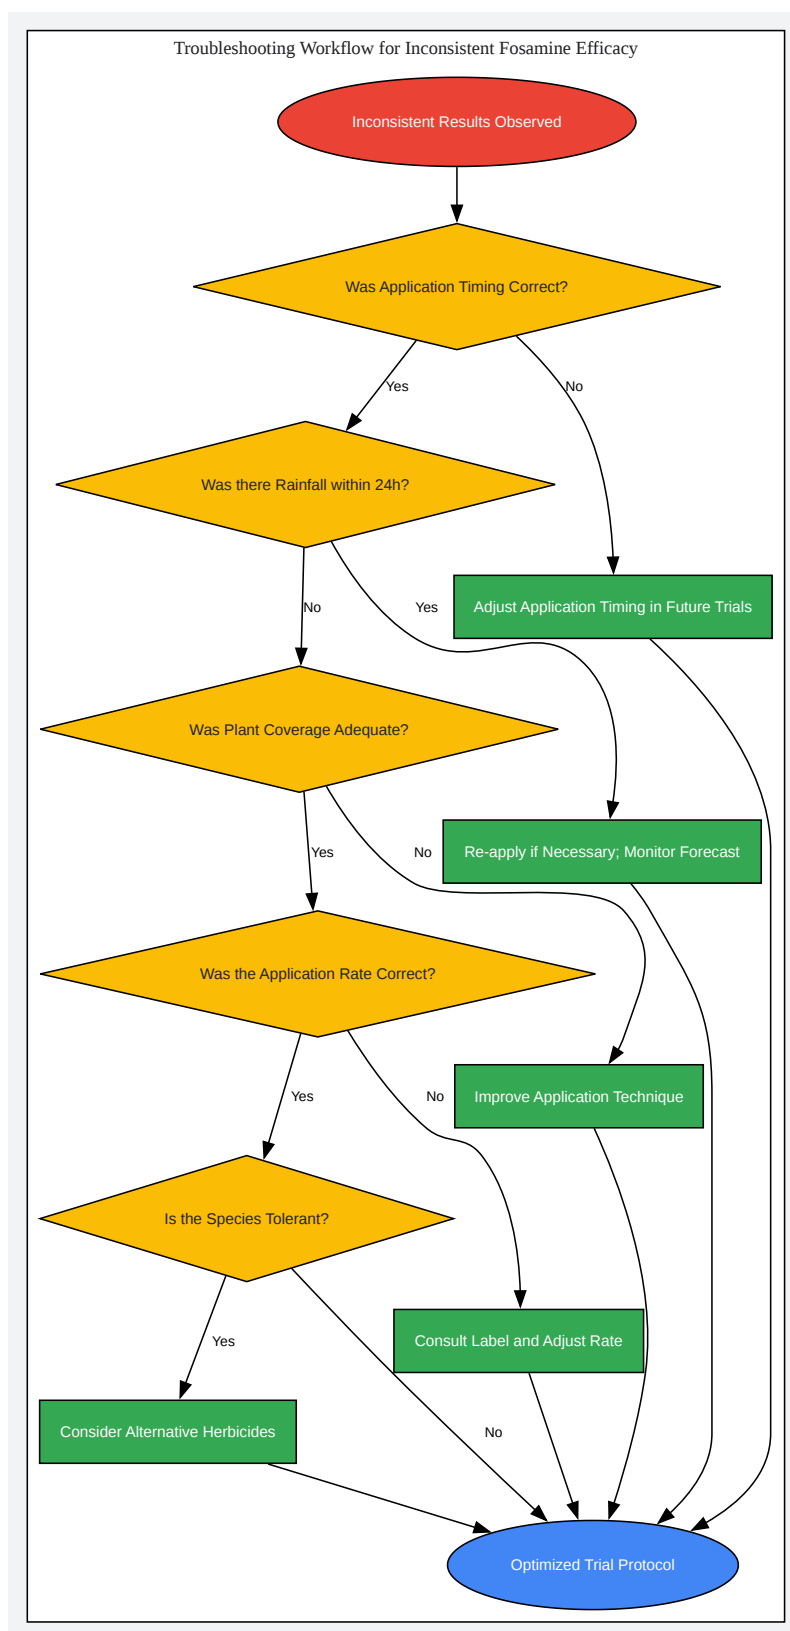 Troubleshooting Workflow for Inconsistent Fosamine Efficacy
Inconsistent Results Observed
Was Application Timing Correct?
Yes
No
Was there Rainfall within 24h?
No
Yes
Adjust Application Timing in Future Trials
Was Plant Coverage Adequate?
Yes
No
Re-apply if Necessary; Monitor Forecast
Was the Application Rate Correct?
Yes
No
Improve Application Technique
Is the Species Tolerant?
Yes
Consult Label and Adjust Rate
Consider Alternative Herbicides
No
Optimized Trial Protocol